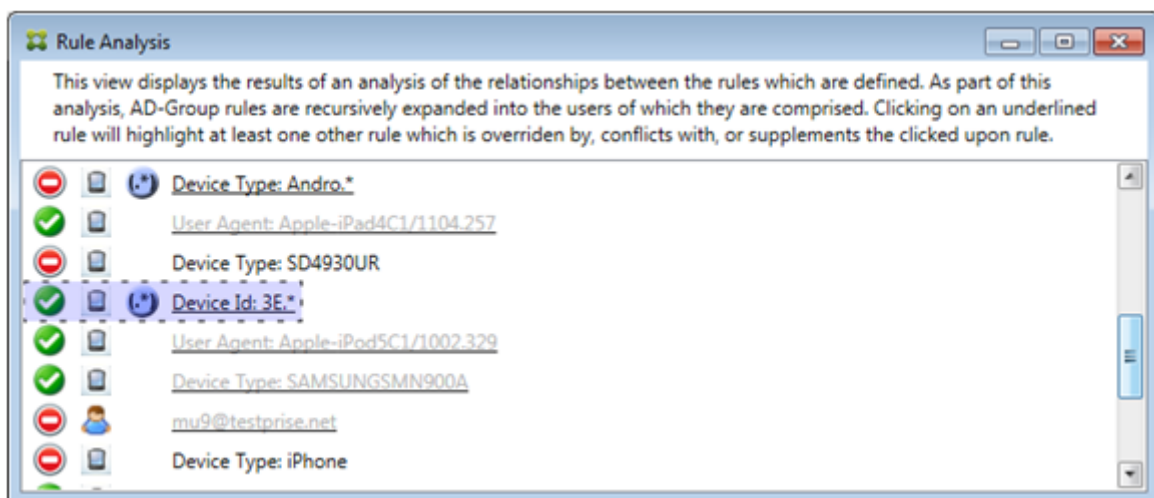 Rule Analysis
This view displays the results of an analysis of the relationships between the rules which are defined. As part of this
analysis, AD-Group rules are recursively expanded into the users of which they are comprised. Clicking on an underlined
rule will highlight at least one other rule which is overriden by, conflicts with, or supplements the clicked upon rule.
(.*) Device Type: Andro.*
User Agent: Apple-iPad4C1/1104.257
Device Type: SD4930UR
(.*) Device Id: 3E.*
User Agent: Apple-iPod5C1/1002.329
Device Type: SAMSUNGSMN900A
mu9@testprise.net
Device Type: iPhone